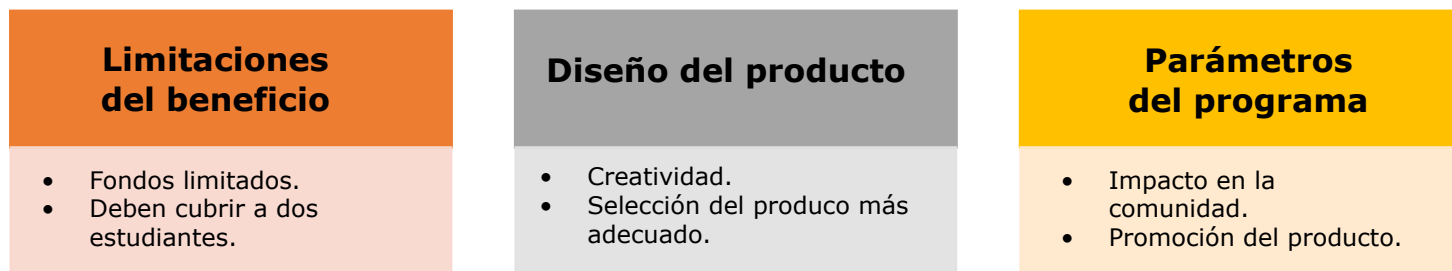 Limitaciones
del beneficio
• Fondos limitados.
• Deben cubrir a dos
estudiantes.
Diseño del producto
• Creatividad.
• Selección del produco más
adecuado.
Parámetros
del programa
• Impacto en la
comunidad.
• Promoción del producto.